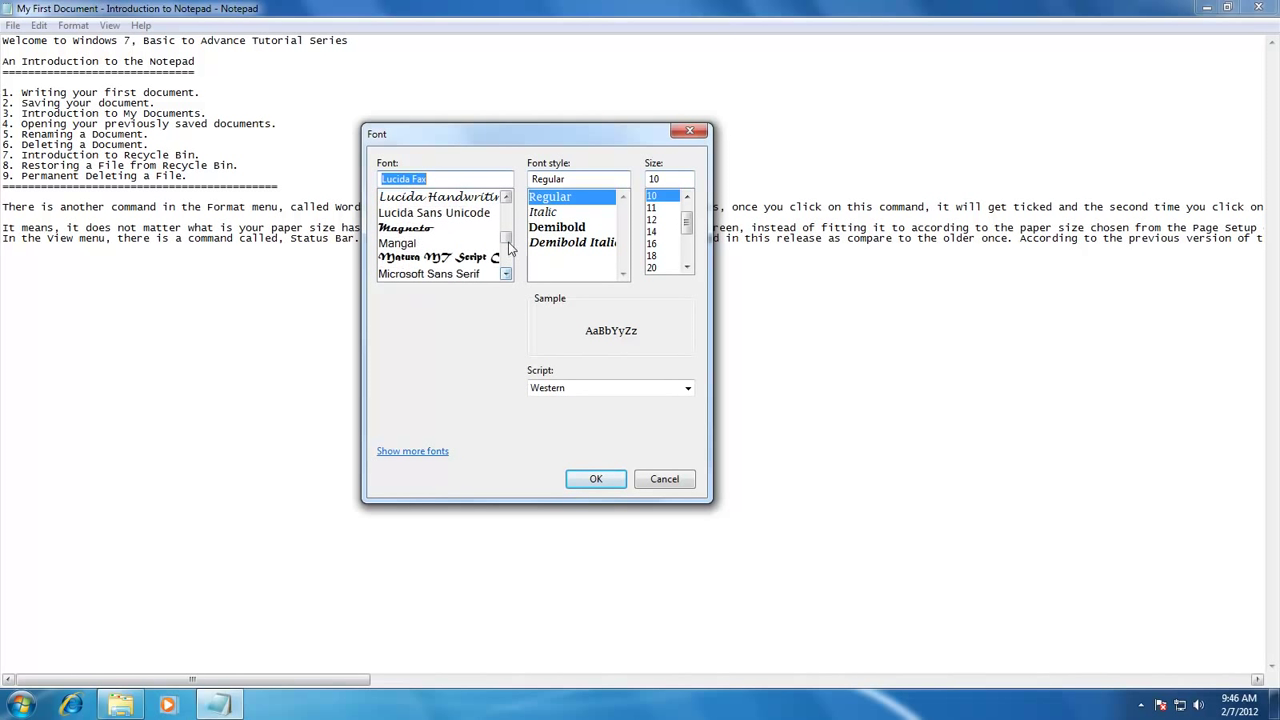 My First Document - Introduction to Notepad - Notepad
File Edit Format View Help
Welcome to Windows 7, Basic to Advance Tutorial Series
An Introduction to the Notepad
==============================
1. Writing your first document.
2. Saving your document.
3. Introduction to My Documents.
4. Opening your previously saved documents.
5. Renaming a Document.
6. Deleting a Document.
7. Introduction to Recycle Bin.
8. Restoring a File from Recycle Bin.
9. Permanent Deleting a File.
===========================================
There is another command in the Format menu, called Word s, once you click on this command, it will get ticked and the second time you click on
It means, it does not matter what is your paper size has reen, instead of fitting it to according to the paper size chosen from the Page Setup
In the View menu, there is a command called, Status Bar. d in this release as compare to the older once. According to the previous version of t
Font
Font: Font style: Size:
Lucida Fax Regular 10
Lucida Handwritin Regular 10
Lucida Sans Unicode Italic 11
Magneto Demibold 12
Mangal Demibold Itali 14
Matura MT Script C 16
Microsoft Sans Serif 18
20
Sample
AaBbYyZz
Script:
Western
Show more fonts
OK Cancel
9:46 AM
2/7/2012